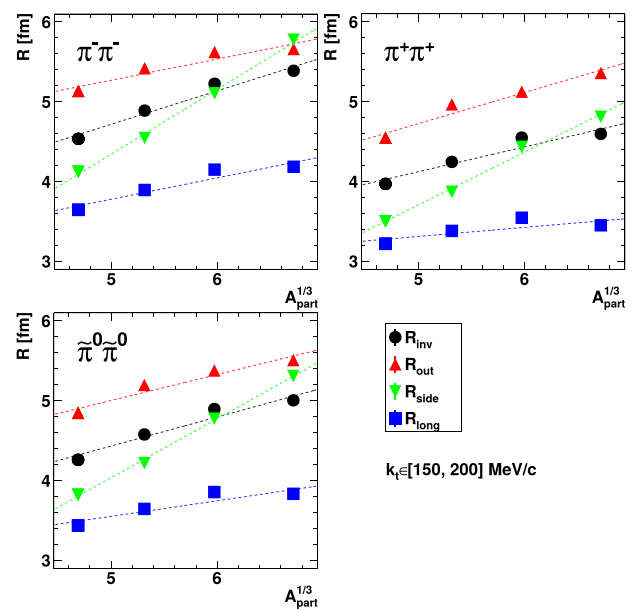 R [fm]
π⁻π⁻
6
5
4
3
5
6
A_part^1/3
R [fm]
π⁺π⁺
6
5
4
3
5
6
A_part^1/3
R [fm]
π̃⁰π̃⁰
6
5
4
3
5
6
A_part^1/3
R_inv
R_out
R_side
R_long
k_t∈[150, 200] MeV/c